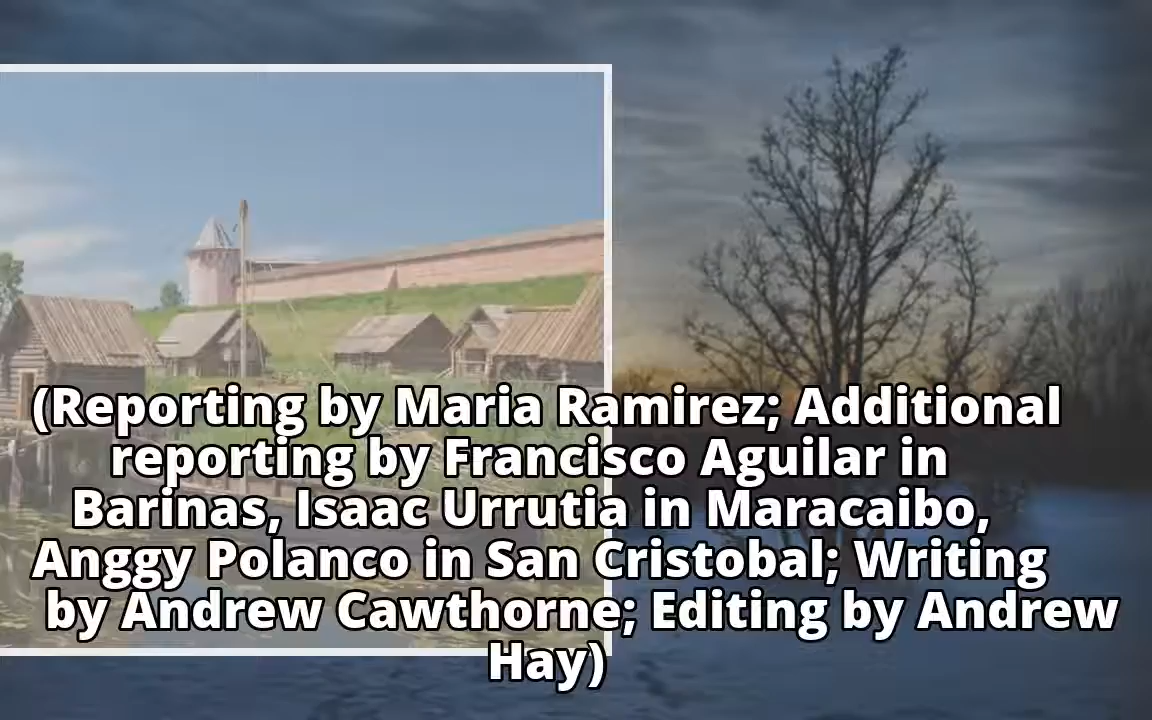 (Reporting by Maria Ramirez; Additional
reporting by Francisco Aguilar in
Barinas, Isaac Urrutia in Maracaibo,
Anggy Polanco in San Cristobal; Writing
by Andrew Cawthorne; Editing by Andrew
Hay)